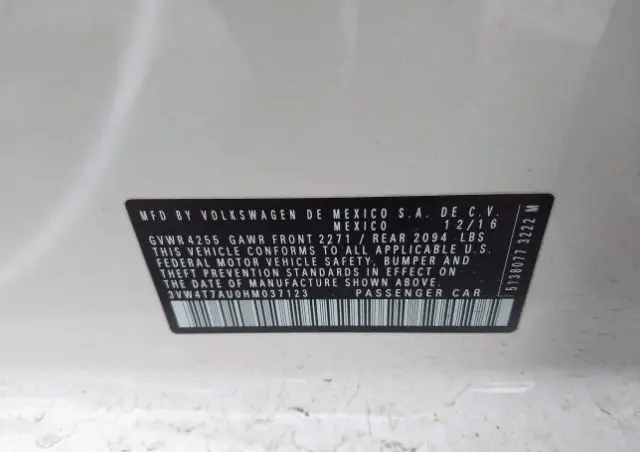 MFD BY VOLKSWAGEN DE MEXICO S.A. DE C.V.
MEXICO 12/16
GVWR 4255 GAWR FRONT 2271 / REAR 2094 LBS
THIS VEHICLE CONFORMS TO ALL APPLICABLE U.S.
FEDERAL MOTOR VEHICLE SAFETY, BUMPER AND
THEFT PREVENTION STANDARDS IN EFFECT ON
THE DATE OF MANUFACTURE SHOWN ABOVE.
3VW4T7AU0HM037123 PASSENGER CAR
5138077 3222 M